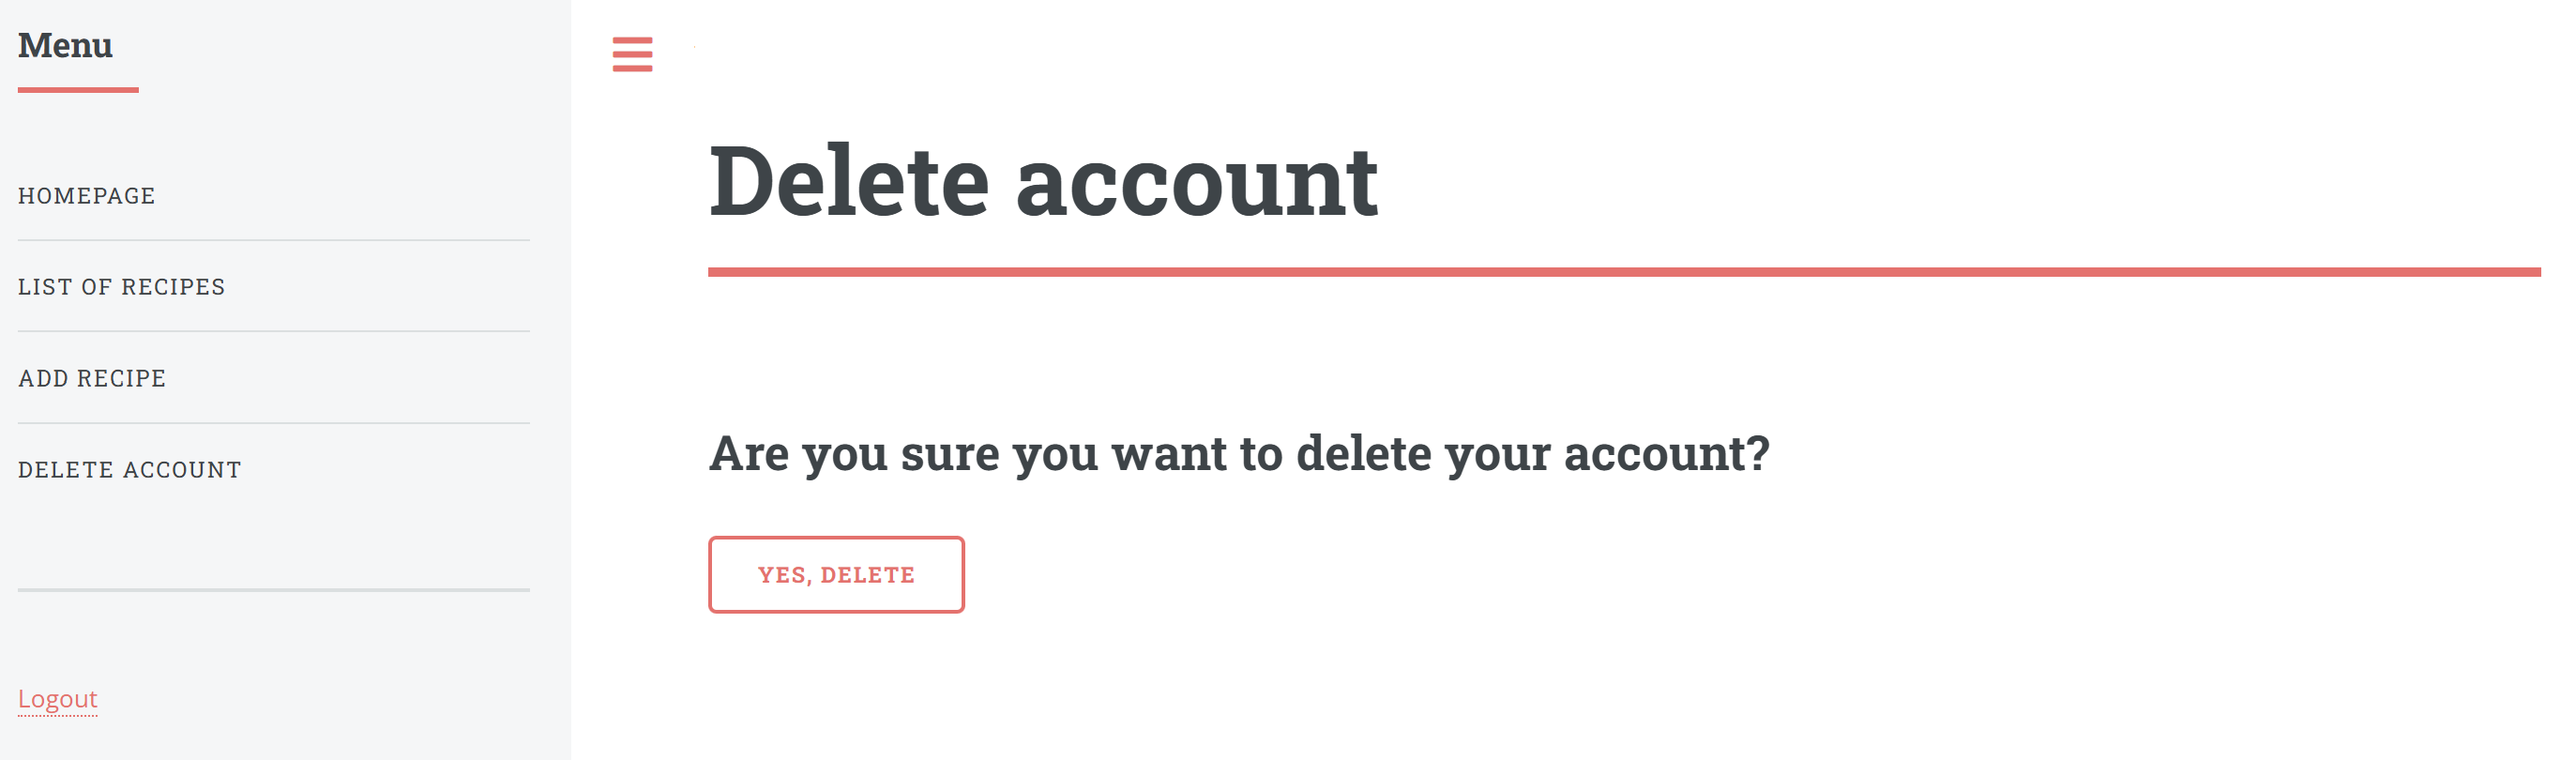 Menu
HOMEPAGE
LIST OF RECIPES
ADD RECIPE
DELETE ACCOUNT
Logout
Delete account
Are you sure you want to delete your account?
YES, DELETE